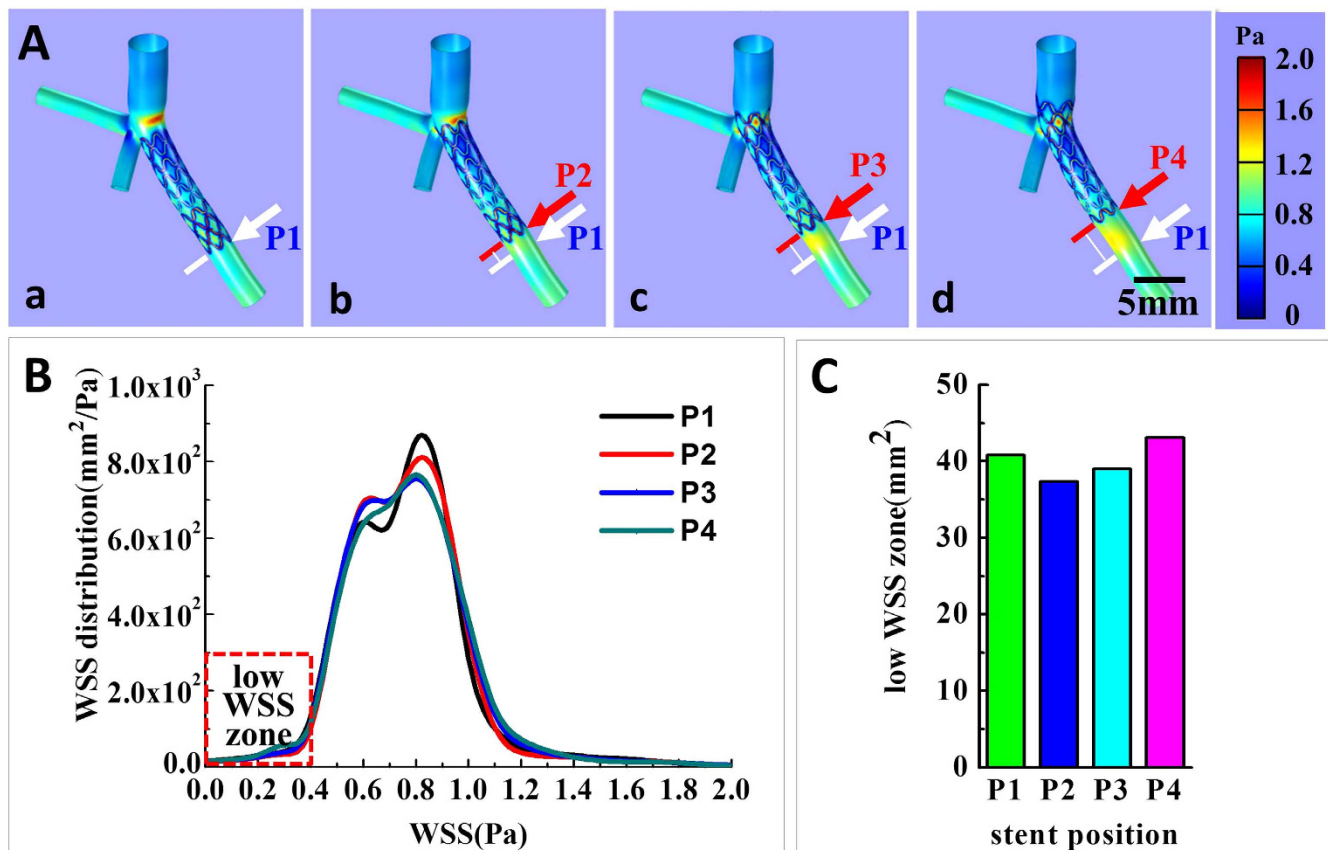 A
P1
a
P2
P1
b
P3
P1
c
P4
P1
5mm
d
Pa
2.0
1.6
1.2
0.8
0.4
0
B
WSS distribution(mm²/Pa)
1.0x10³
8.0x10²
6.0x10²
4.0x10²
2.0x10²
0.0
P1
P2
P3
P4
low
WSS
zone
0.0 0.2 0.4 0.6 0.8 1.0 1.2 1.4 1.6 1.8 2.0
WSS(Pa)
C
low WSS zone(mm²)
50
40
30
20
10
0
P1 P2 P3 P4
stent position